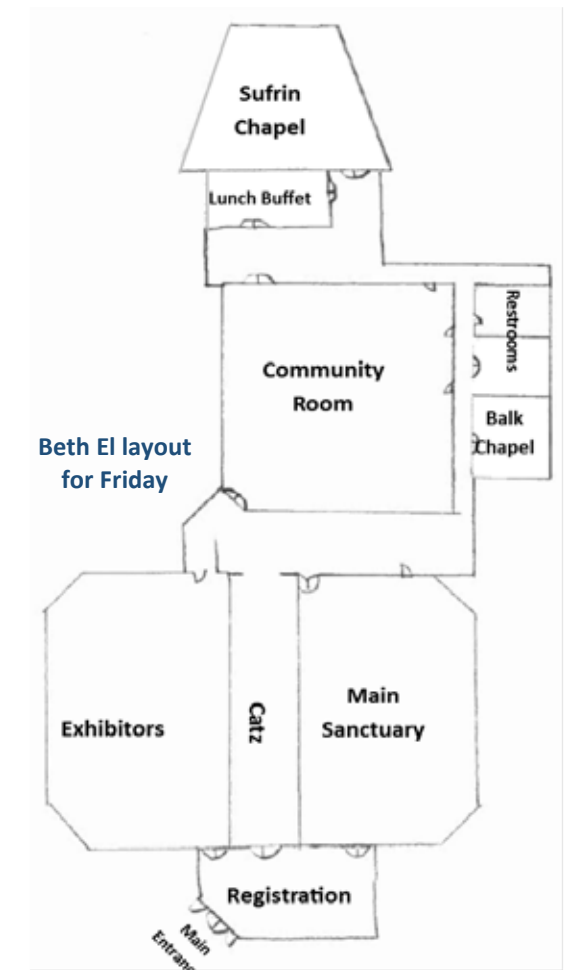 Sufrin
Chapel
Lunch Buffet
Restrooms
Community
Room
Balk
Chapel
Beth El layout
for Friday
Exhibitors
Catz
Main
Sanctuary
Registration
Main